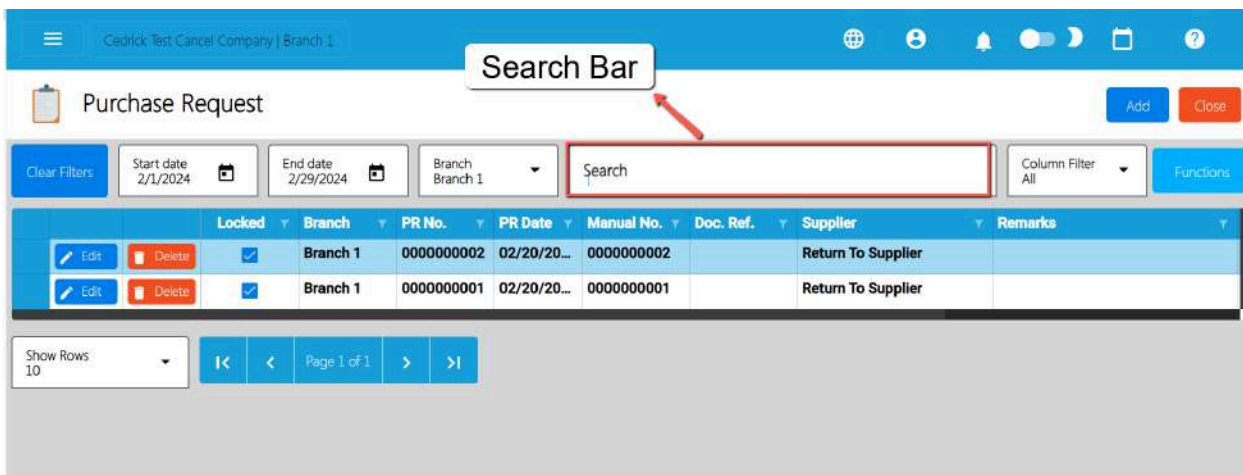 Cedrick Test Cancel Company | Branch 1
Search Bar
Purchase Request
Add
Close
Clear Filters
Start date
2/1/2024
End date
2/29/2024
Branch
Branch 1
Search
Column Filter
All
Functions
Locked Branch PR No. PR Date Manual No. Doc. Ref. Supplier Remarks
Edit Delete Branch 1 0000000002 02/20/20... 0000000002 Return To Supplier
Edit Delete Branch 1 0000000001 02/20/20... 0000000001 Return To Supplier
Show Rows
10
Page 1 of 1